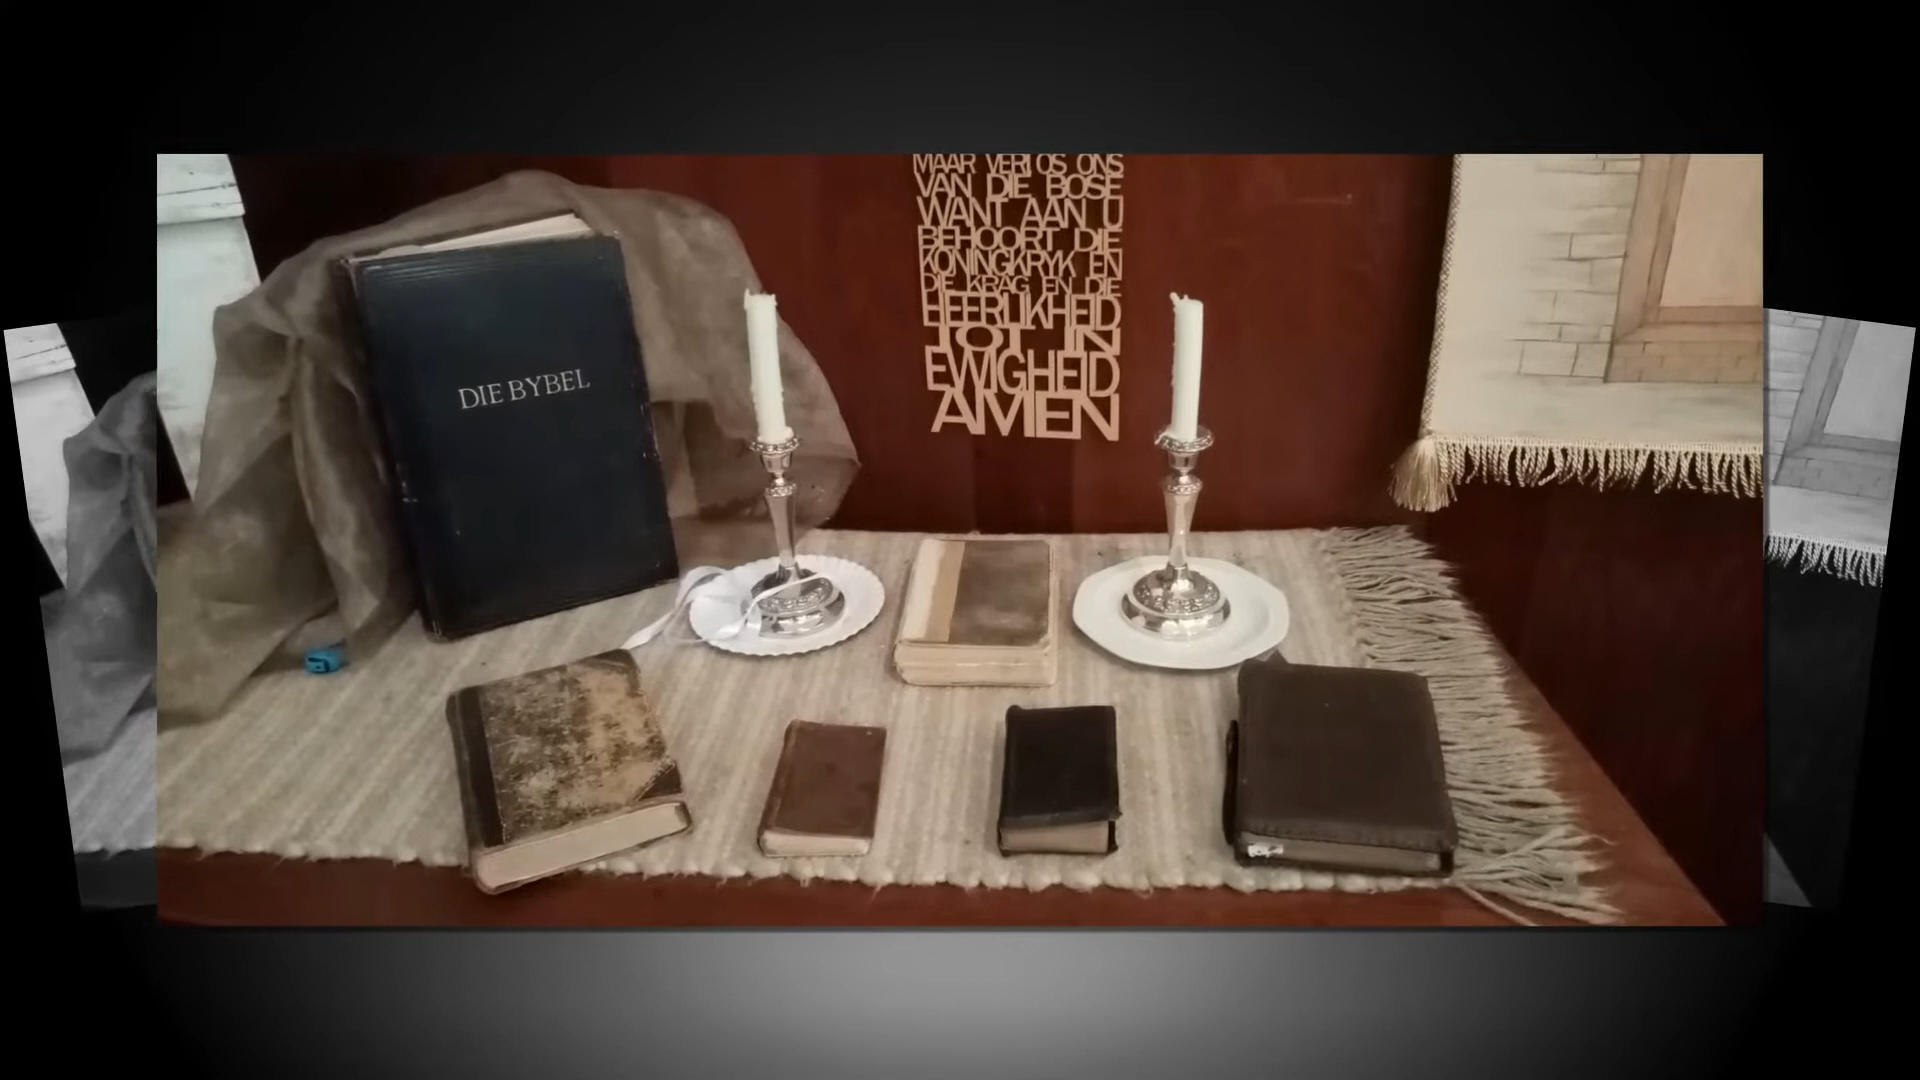 MAAR VERLOS ONS
VAN DIE BOSE
WANT AAN U
BEHOORT DIE
KONINGKRYK EN
DIE KRAG EN DIE
HEERLIKHEID
TOT IN
EWIGHEID
AMEN
DIE BYBEL